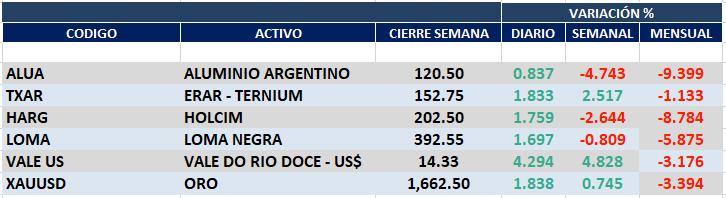 VARIACIÓN %
CODIGO ACTIVO CIERRE SEMANA DIARIO SEMANAL MENSUAL
ALUA ALUMINIO ARGENTINO 120.50 0.837 -4.743 -9.399
TXAR ERAR - TERNIUM 152.75 1.833 2.517 -1.133
HARG HOLCIM 202.50 1.759 -2.644 -8.784
LOMA LOMA NEGRA 392.55 1.697 -0.809 -5.875
VALE US VALE DO RIO DOCE - US$ 14.33 4.294 4.828 -3.176
XAUUSD ORO 1,662.50 1.838 0.745 -3.394